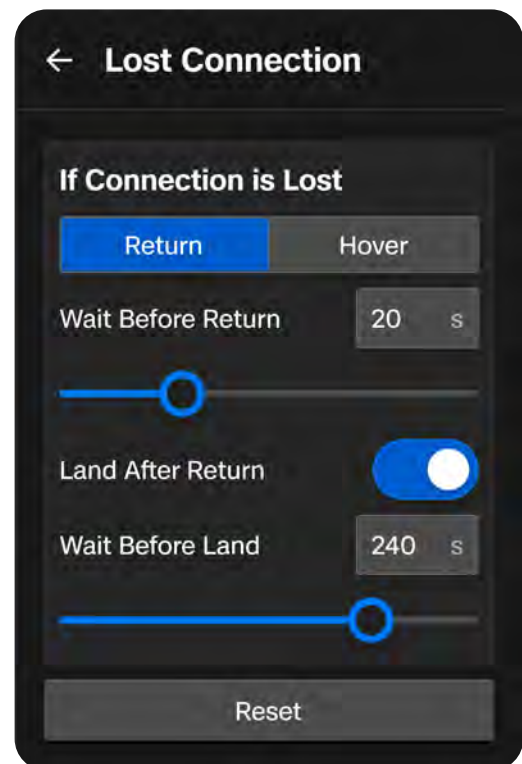 Lost Connection
If Connection is Lost
Return Hover
Wait Before Return 20 s
Land After Return
Wait Before Land 240 s
Reset